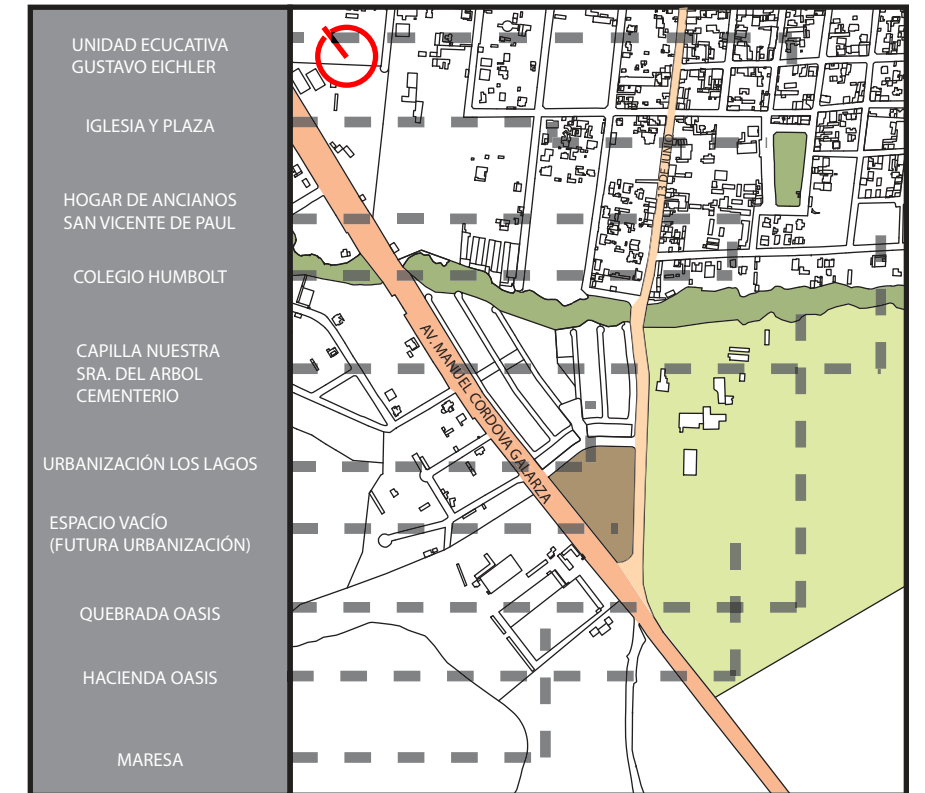 UNIDAD ECUCATIVA
GUSTAVO EICHLER
IGLESIA Y PLAZA
HOGAR DE ANCIANOS
SAN VICENTE DE PAUL
COLEGIO HUMBOLT
CAPILLA NUESTRA
SRA. DEL ARBOL
CEMENTERIO
URBANIZACIÓN LOS LAGOS
ESPACIO VACÍO
(FUTURA URBANIZACIÓN)
QUEBRADA OASIS
HACIENDA OASIS
MARESA
13 DE JUNIO
AV. MANUEL CORDOVA GALARZA